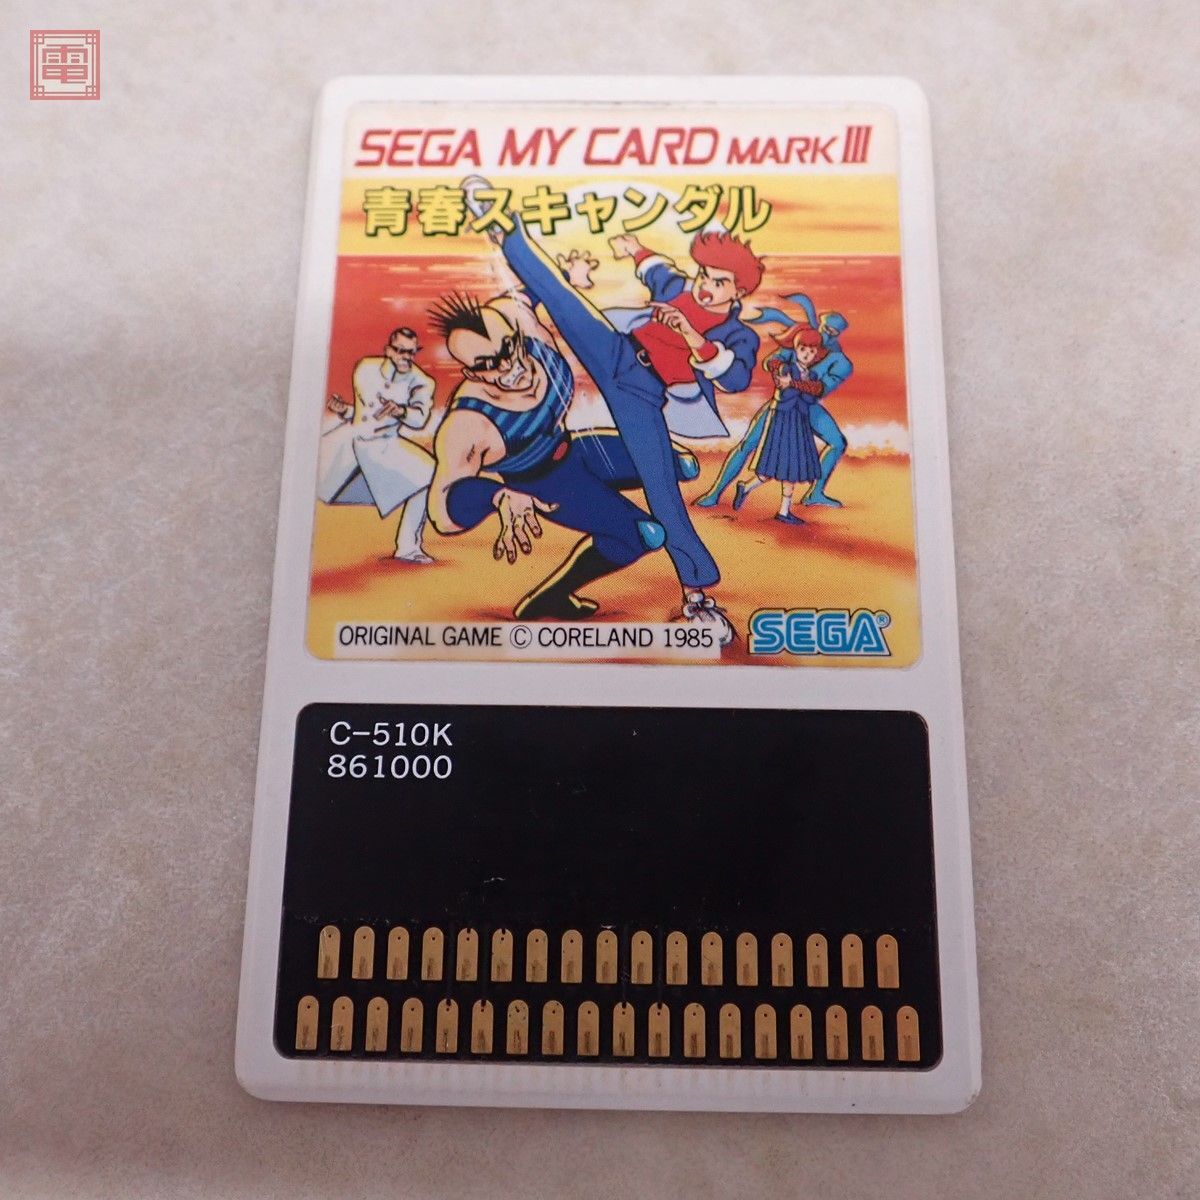 電
SEGA MY CARD MARK III
青春スキャンダル
ORIGINAL GAME © CORELAND 1985
SEGA®
C-510K
861000